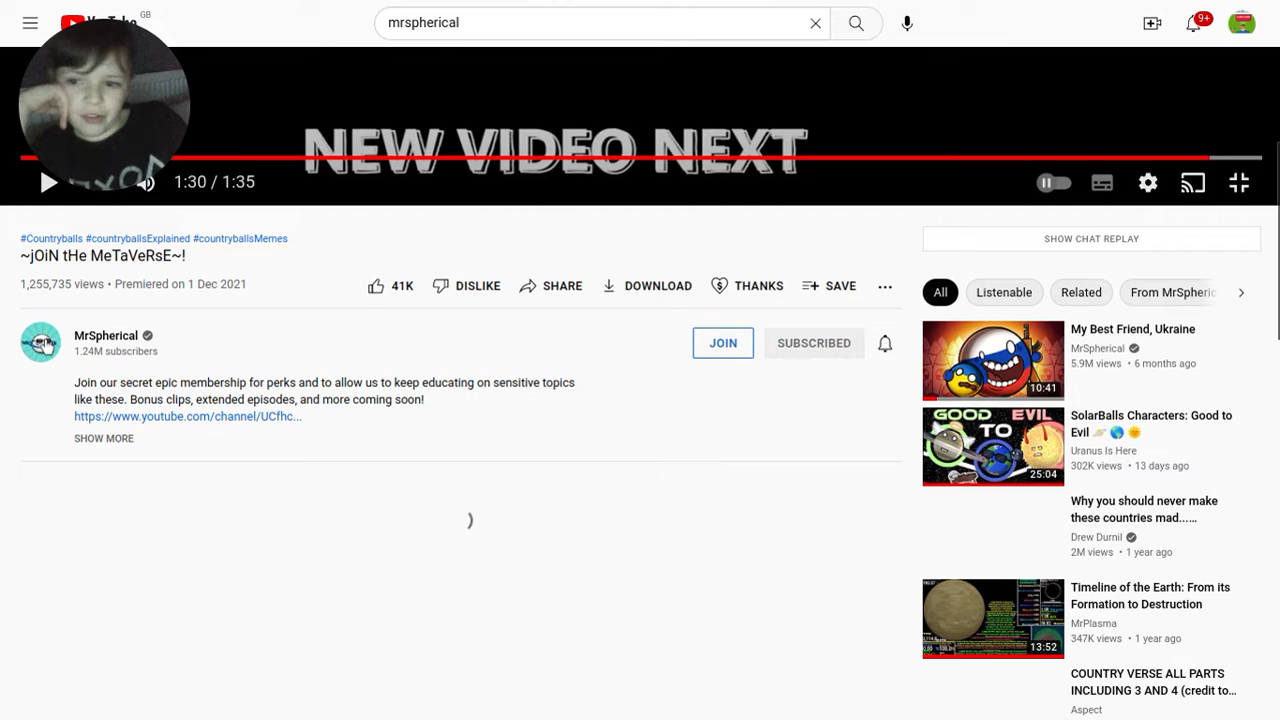 GB
mrspherical
9+
NEW VIDEO NEXT
1:30 / 1:35
#Countryballs #countryballsExplained #countryballsMemes
~jOiN tHe MeTaVeRsE~!
1,255,735 views • Premiered on 1 Dec 2021
41K
DISLIKE
SHARE
DOWNLOAD
THANKS
SAVE
MrSpherical
1.24M subscribers
JOIN
SUBSCRIBED
Join our secret epic membership for perks and to allow us to keep educating on sensitive topics
like these. Bonus clips, extended episodes, and more coming soon!
https://www.youtube.com/channel/UCfhc...
SHOW MORE
SHOW CHAT REPLAY
All
Listenable
Related
From MrSpheric
My Best Friend, Ukraine
MrSpherical
5.9M views • 6 months ago
10:41
GOOD EVIL
TO
25:04
SolarBalls Characters: Good to
Evil 🪐 🌎 🌞
Uranus Is Here
302K views • 13 days ago
Why you should never make
these countries mad......
Drew Durnil
2M views • 1 year ago
13:52
Timeline of the Earth: From its
Formation to Destruction
MrPlasma
347K views • 1 year ago
COUNTRY VERSE ALL PARTS
INCLUDING 3 AND 4 (credit to...
Aspect